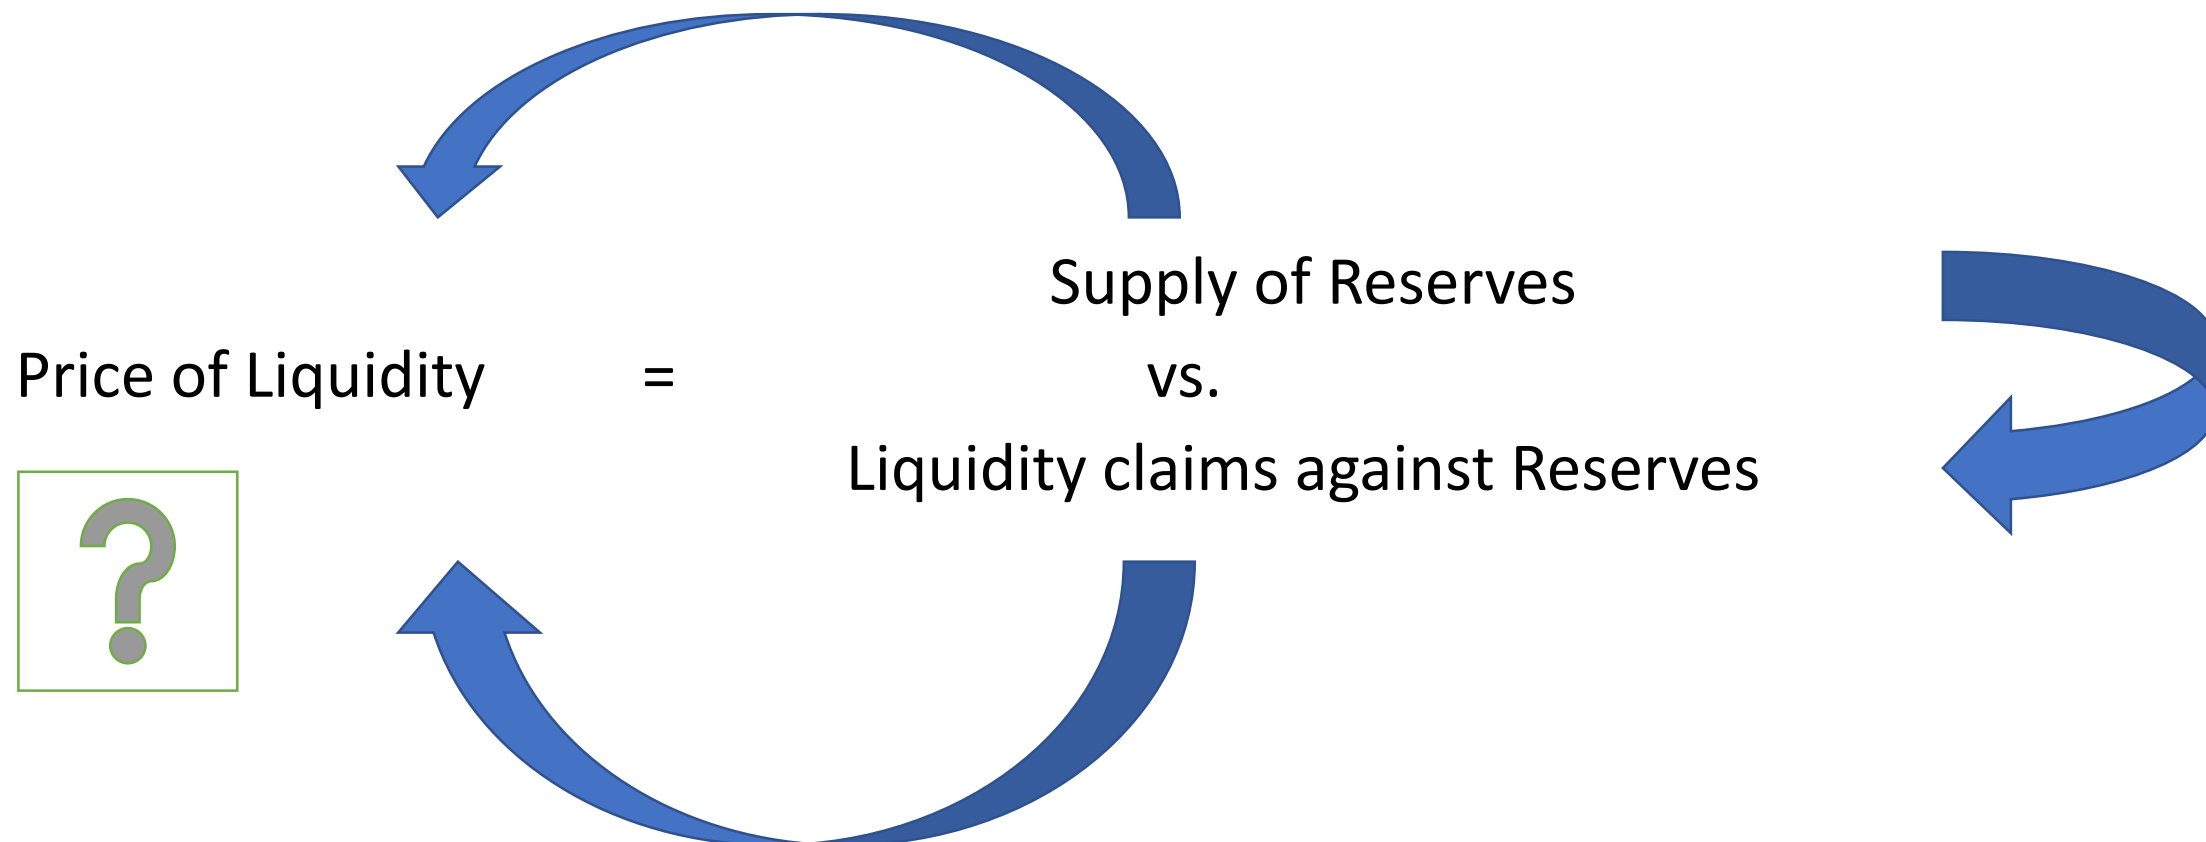 Supply of Reserves
Price of Liquidity = vs.
Liquidity claims against Reserves
?